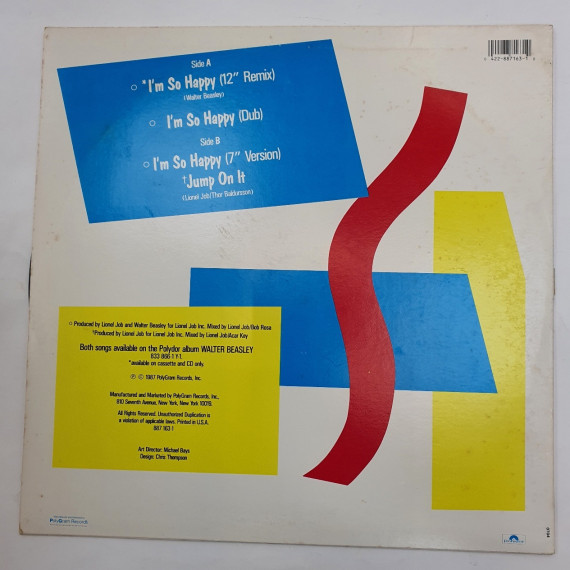 Side A
*I'm So Happy (12" Remix)
(Walter Beasley)
I'm So Happy (Dub)
Side B
I'm So Happy (7" Version)
†Jump On It
(Lionel Job/Thor Baldursson)
Produced by Lionel Job and Walter Beasley for Lionel Job Inc. Mixed by Lionel Job/Bob Rosa
†Produced by Lionel Job for Lionel Job Inc. Mixed by Lionel Job/Acar Key
Both songs available on the Polydor album WALTER BEASLEY
833 866-1 Y-1.
*available on cassette and CD only.
℗ © 1987 PolyGram Records, Inc.
Manufactured and Marketed by PolyGram Records, Inc.
810 Seventh Avenue, New York, New York 10019.
All Rights Reserved. Unauthorized Duplication is
a violation of applicable laws. Printed in U.S.A.
887 163-1
Art Director: Michael Bays
Design: Chris Thompson
PolyGram Records